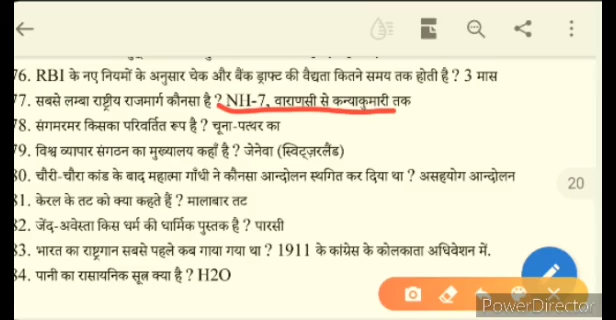 76. RBI के नए नियमों के अनुसार चेक और बैंक ड्राफ्ट की वैद्यता कितने समय तक होती है ? 3 मास
77. सबसे लम्बा राष्ट्रीय राजमार्ग कौनसा है ? NH-7, वाराणसी से कन्याकुमारी तक
78. संगमरमर किसका परिवर्तित रूप है ? चूना-पत्थर का
79. विश्व व्यापार संगठन का मुख्यालय कहाँ है ? जेनेवा (स्विट्ज़रलैंड)
80. चौरी-चौरा कांड के बाद महात्मा गाँधी ने कौनसा आन्दोलन स्थगित कर दिया था ? असहयोग आन्दोलन
20
81. केरल के तट को क्या कहते हैं ? मालाबार तट
82. जेंद-अवेस्ता किस धर्म की धार्मिक पुस्तक है ? पारसी
83. भारत का राष्ट्रगान सबसे पहले कब गाया गया था ? 1911 के कांग्रेस के कोलकाता अधिवेशन में.
84. पानी का रासायनिक सूत्र क्या है ? H2O
PowerDirector